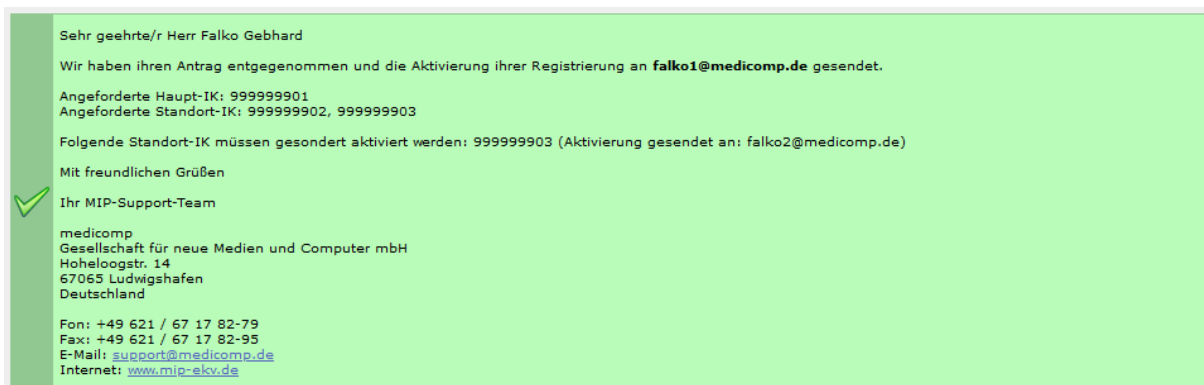 Sehr geehrte/r Herr Falko Gebhard
Wir haben ihren Antrag entgegenommen und die Aktivierung ihrer Registrierung an falko1@medicomp.de gesendet.
Angeforderte Haupt-IK: 999999901
Angeforderte Standort-IK: 999999902, 999999903
Folgende Standort-IK müssen gesondert aktiviert werden: 999999903 (Aktivierung gesendet an: falko2@medicomp.de)
Mit freundlichen Grüßen
Ihr MIP-Support-Team
medicomp
Gesellschaft für neue Medien und Computer mbH
Hoheloogstr. 14
67065 Ludwigshafen
Deutschland
Fon: +49 621 / 67 17 82-79
Fax: +49 621 / 67 17 82-95
E-Mail: support@medicomp.de
Internet: www.mip-ekv.de